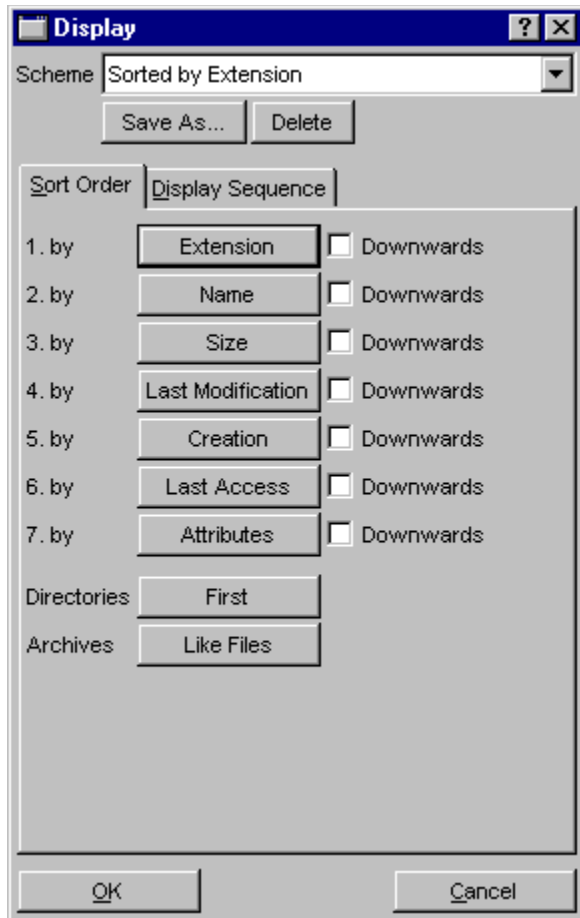 Display
Scheme Sorted by Extension
Save As... Delete
Sort Order Display Sequence
1. by Extension Downwards
2. by Name Downwards
3. by Size Downwards
4. by Last Modification Downwards
5. by Creation Downwards
6. by Last Access Downwards
7. by Attributes Downwards
Directories First
Archives Like Files
OK Cancel